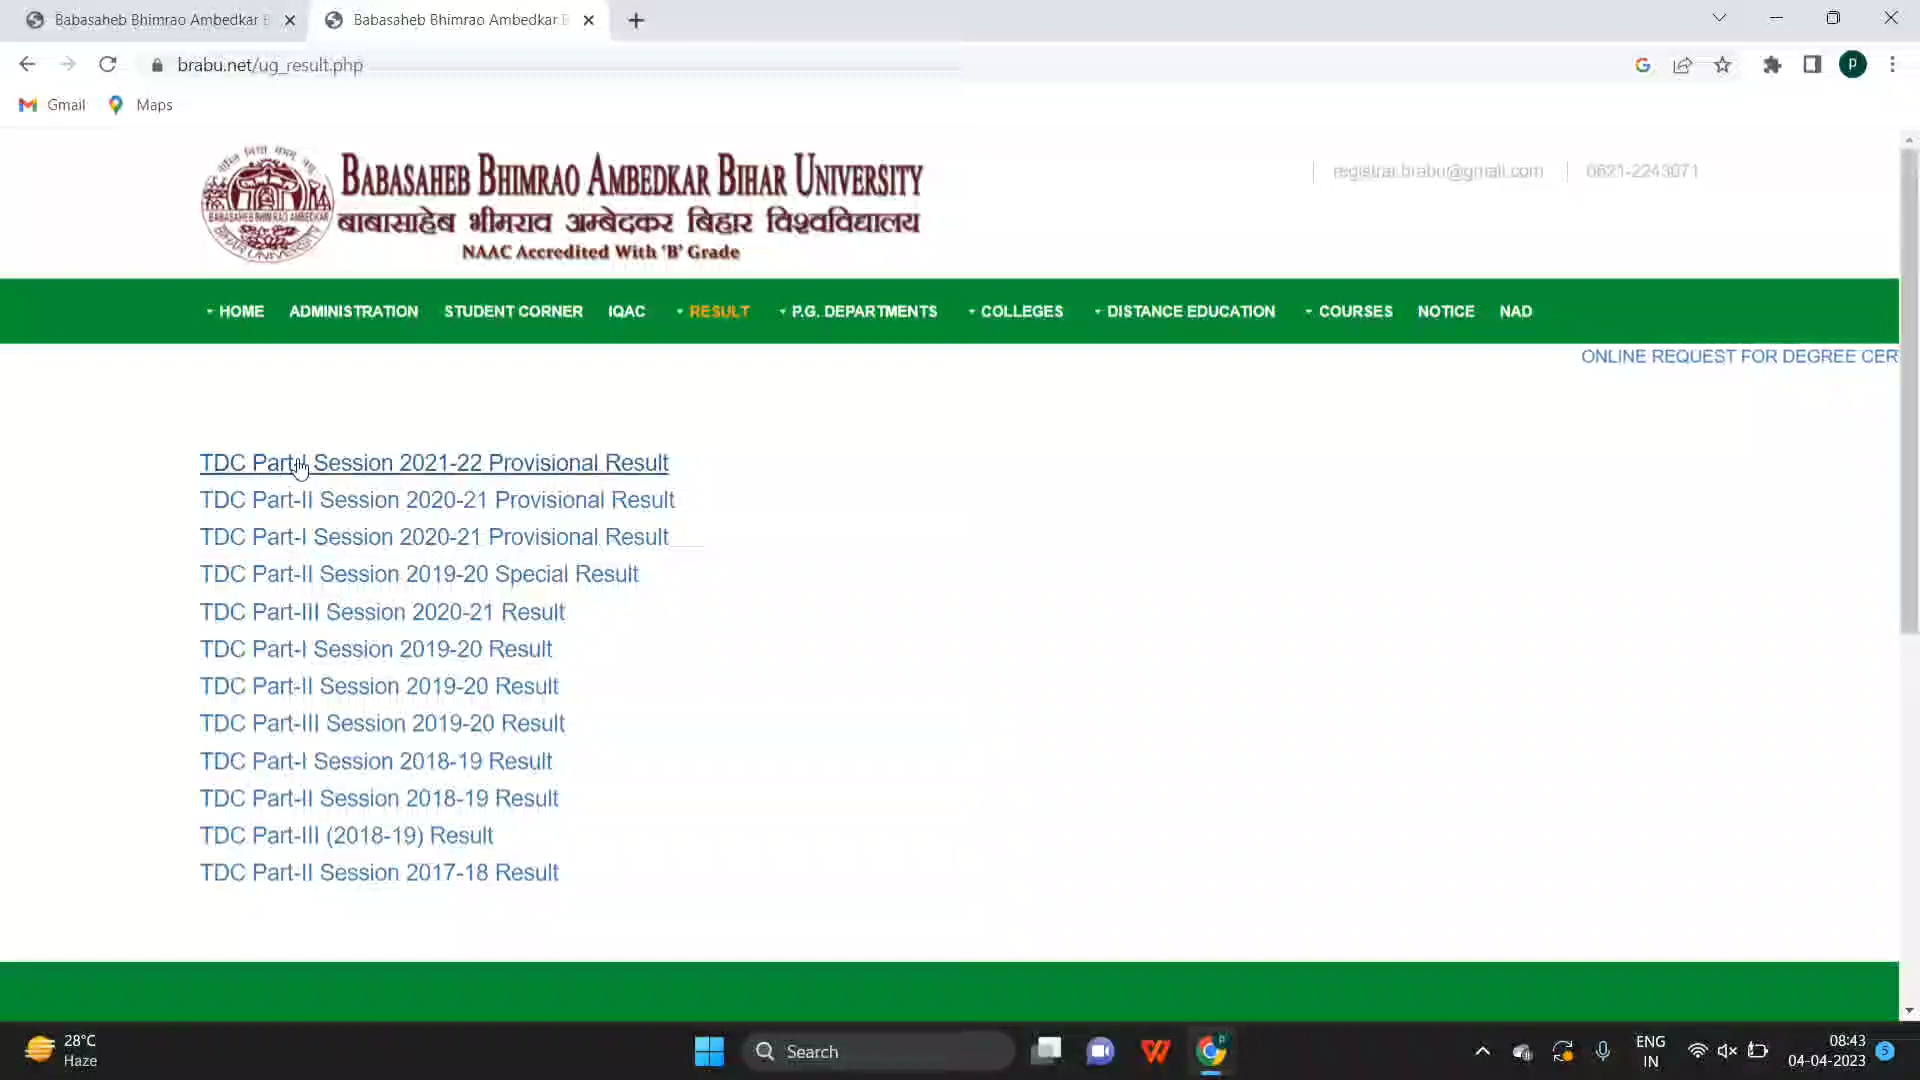 Babasaheb Bhimrao Ambedkar B
Babasaheb Bhimrao Ambedkar B
brabu.net/ug_result.php
Gmail
Maps
BABASAHEB BHIMRAO AMBEDKAR BIHAR UNIVERSITY
बाबासाहेब भीमराव अम्बेदकर बिहार विश्वविद्यालय
NAAC Accredited With 'B' Grade
registrar.brabu@gmail.com
0621-2243071
HOME ADMINISTRATION STUDENT CORNER IQAC RESULT P.G. DEPARTMENTS COLLEGES DISTANCE EDUCATION COURSES NOTICE NAD
ONLINE REQUEST FOR DEGREE CER
TDC Part-I Session 2021-22 Provisional Result
TDC Part-II Session 2020-21 Provisional Result
TDC Part-I Session 2020-21 Provisional Result
TDC Part-II Session 2019-20 Special Result
TDC Part-III Session 2020-21 Result
TDC Part-I Session 2019-20 Result
TDC Part-II Session 2019-20 Result
TDC Part-III Session 2019-20 Result
TDC Part-I Session 2018-19 Result
TDC Part-II Session 2018-19 Result
TDC Part-III (2018-19) Result
TDC Part-II Session 2017-18 Result
28°C
Haze
Search
ENG
IN
08:43
04-04-2023
5